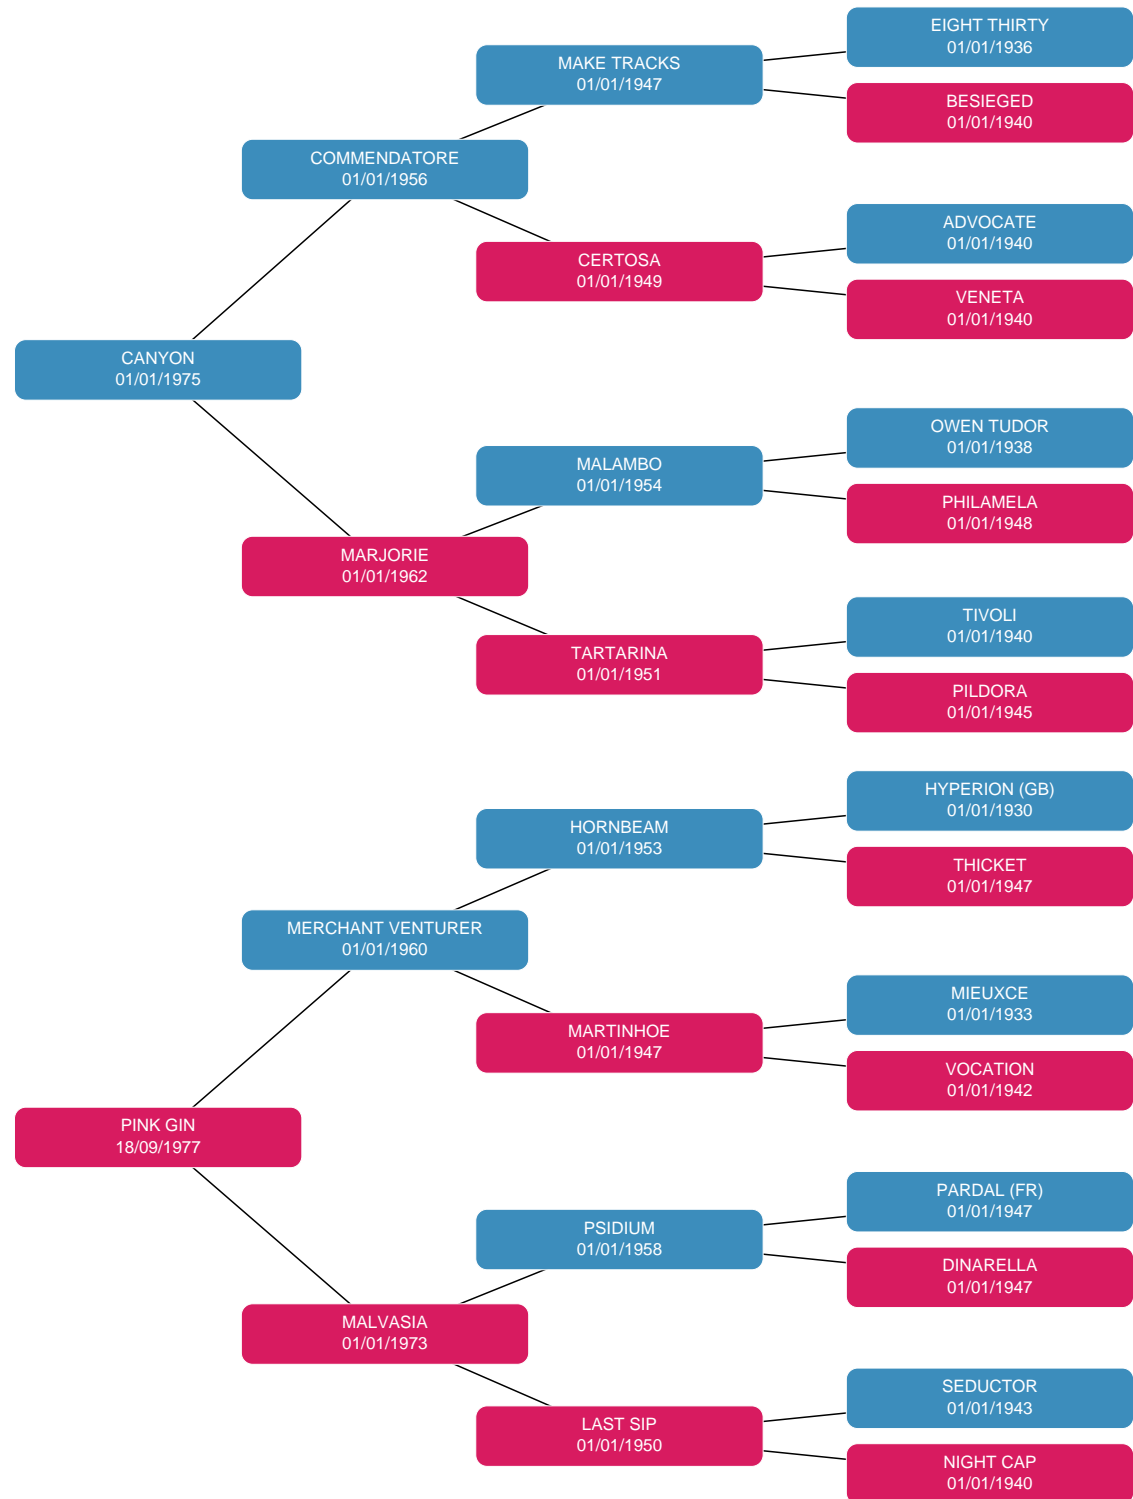 EIGHT THIRTY
01/01/1936
MAKE TRACKS
01/01/1947
BESIEGED
01/01/1940
COMMENDATORE
01/01/1956
ADVOCATE
01/01/1940
CERTOSA
01/01/1949
VENETA
01/01/1940
CANYON
01/01/1975
OWEN TUDOR
01/01/1938
MALAMBO
01/01/1954
PHILAMELA
01/01/1948
MARJORIE
01/01/1962
TIVOLI
01/01/1940
TARTARINA
01/01/1951
PILDORA
01/01/1945
HYPERION (GB)
01/01/1930
HORNBEAM
01/01/1953
THICKET
01/01/1947
MERCHANT VENTURER
01/01/1960
MIEUXCE
01/01/1933
MARTINHOE
01/01/1947
VOCATION
01/01/1942
PINK GIN
18/09/1977
PARDAL (FR)
01/01/1947
PSIDIUM
01/01/1958
DINARELLA
01/01/1947
MALVASIA
01/01/1973
SEDUCTOR
01/01/1943
LAST SIP
01/01/1950
NIGHT CAP
01/01/1940